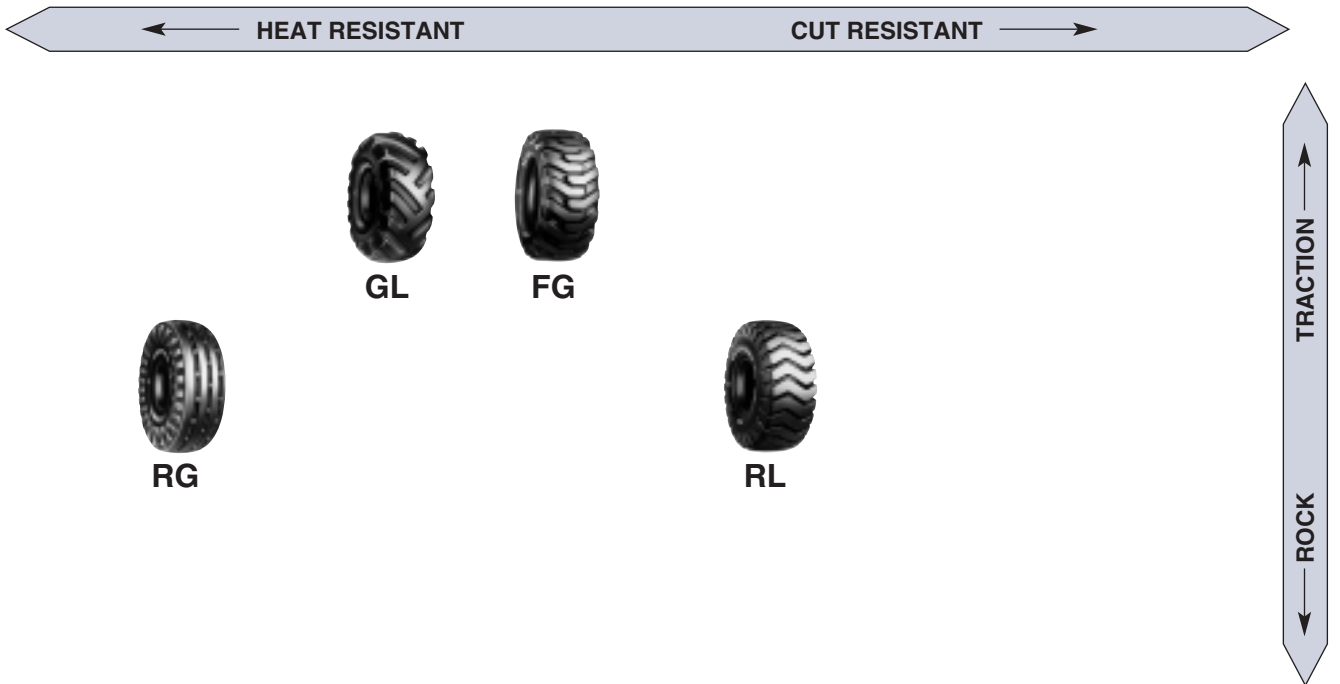 HEAT RESISTANT
CUT RESISTANT
TRACTION
GL
FG
RG
RL
ROCK